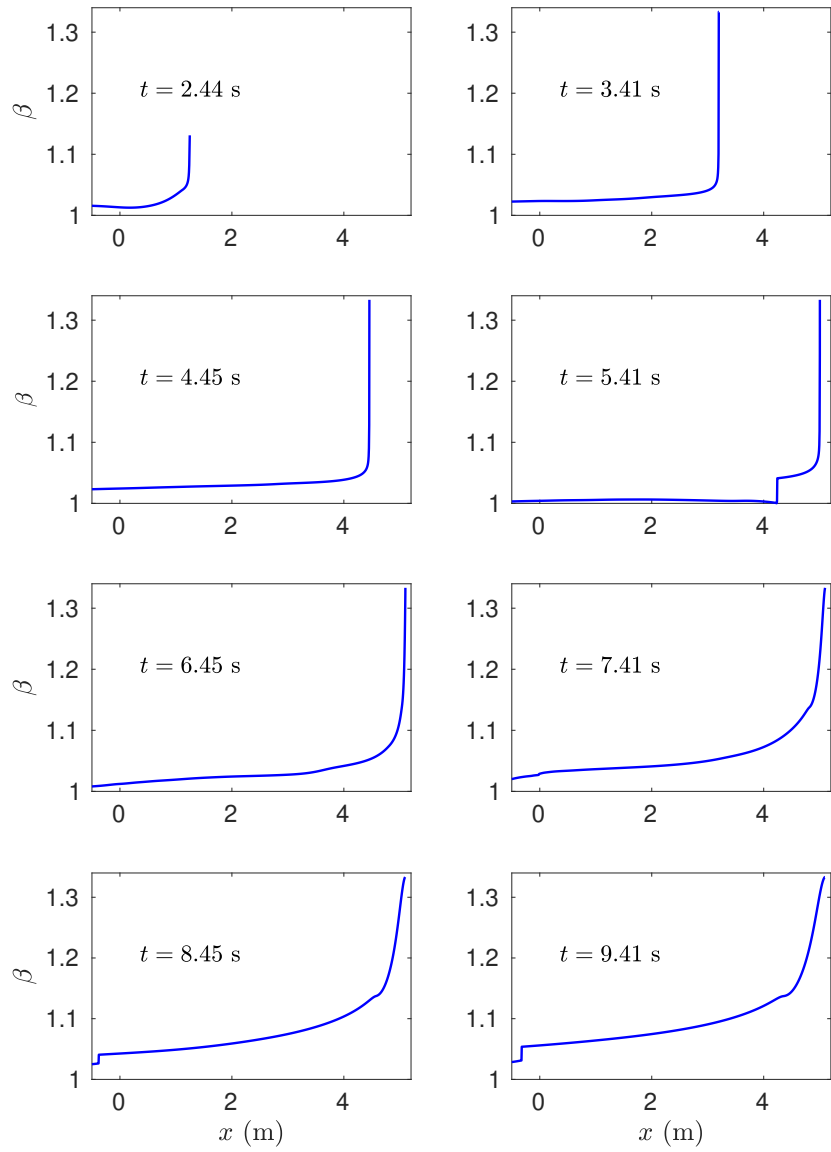 1.3 1.3
1.2 t = 2.44 s 1.2 t = 3.41 s
β
1.1 1.1
1 1
0 2 4 0 2 4
1.3 1.3
1.2 t = 4.45 s 1.2 t = 5.41 s
β
1.1 1.1
1 1
0 2 4 0 2 4
1.3 1.3
1.2 t = 6.45 s 1.2 t = 7.41 s
β
1.1 1.1
1 1
0 2 4 0 2 4
1.3 1.3
1.2 t = 8.45 s 1.2 t = 9.41 s
β
1.1 1.1
1 1
0 2 4 0 2 4
x (m) x (m)